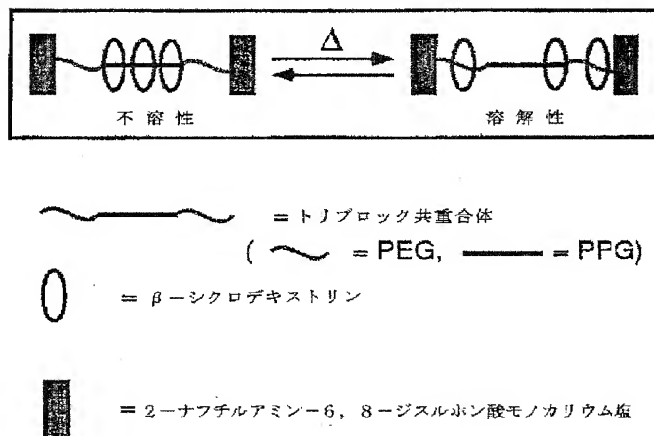 Δ
不溶性 溶解性
= トリブロック共重合体
( = PEG, = PPG)
= β-シクロデキストリン
= 2-ナフチルアミン-6, 8-ジスルホン酸モノカリウム塩